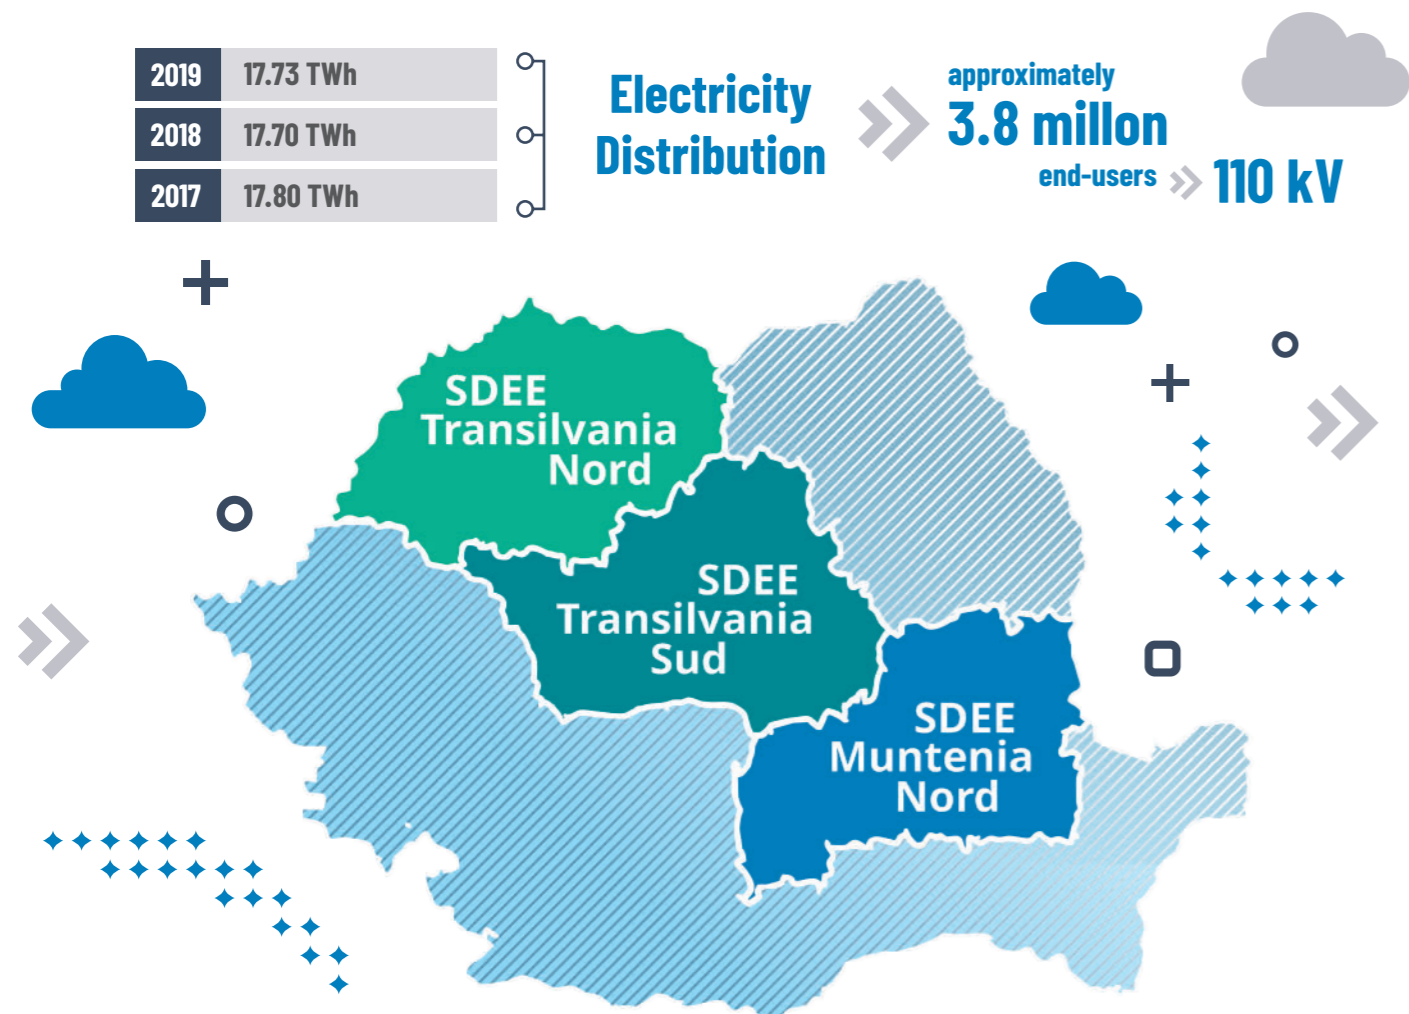 2019 17.73 TWh
2018 17.70 TWh
2017 17.80 TWh
Electricity
Distribution
approximately
3.8 millon
end-users
110 kV
SDEE
Transilvania
Nord
SDEE
Transilvania
Sud
SDEE
Muntenia
Nord